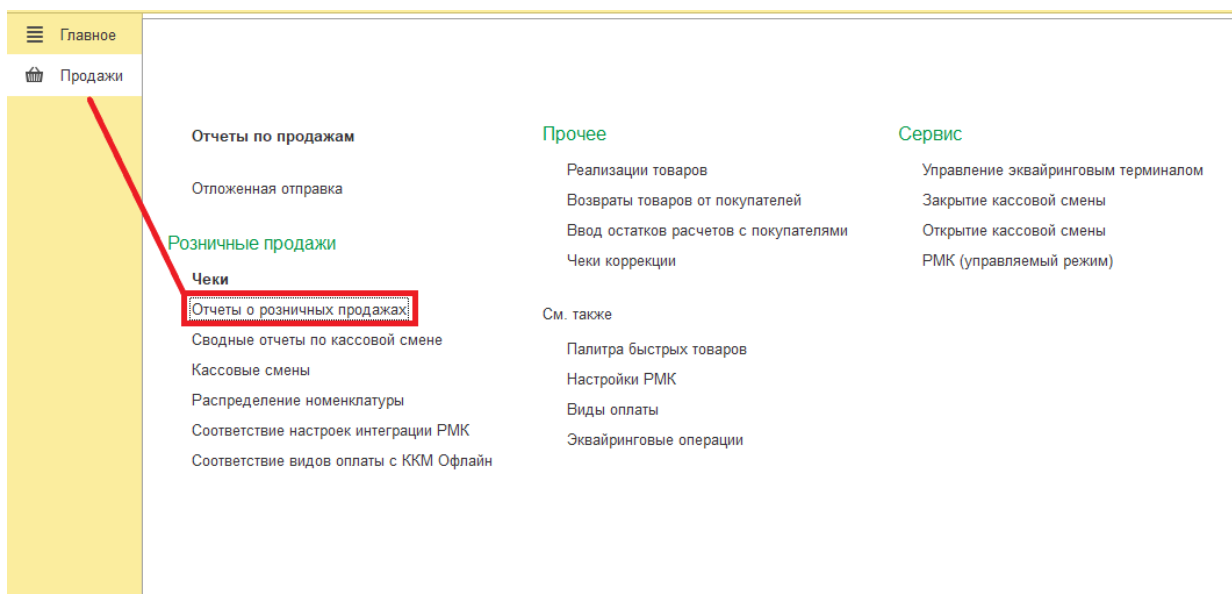 Главное
Продажи
Отчеты по продажам
Отложенная отправка
Розничные продажи
Чеки
Отчеты о розничных продажах
Сводные отчеты по кассовой смене
Кассовые смены
Распределение номенклатуры
Соответствие настроек интеграции РМК
Соответствие видов оплаты с ККМ Офлайн
Прочее
Реализации товаров
Возвраты товаров от покупателей
Ввод остатков расчетов с покупателями
Чеки коррекции
См. также
Палитра быстрых товаров
Настройки РМК
Виды оплаты
Эквайринговые операции
Сервис
Управление эквайринговым терминалом
Закрытие кассовой смены
Открытие кассовой смены
РМК (управляемый режим)